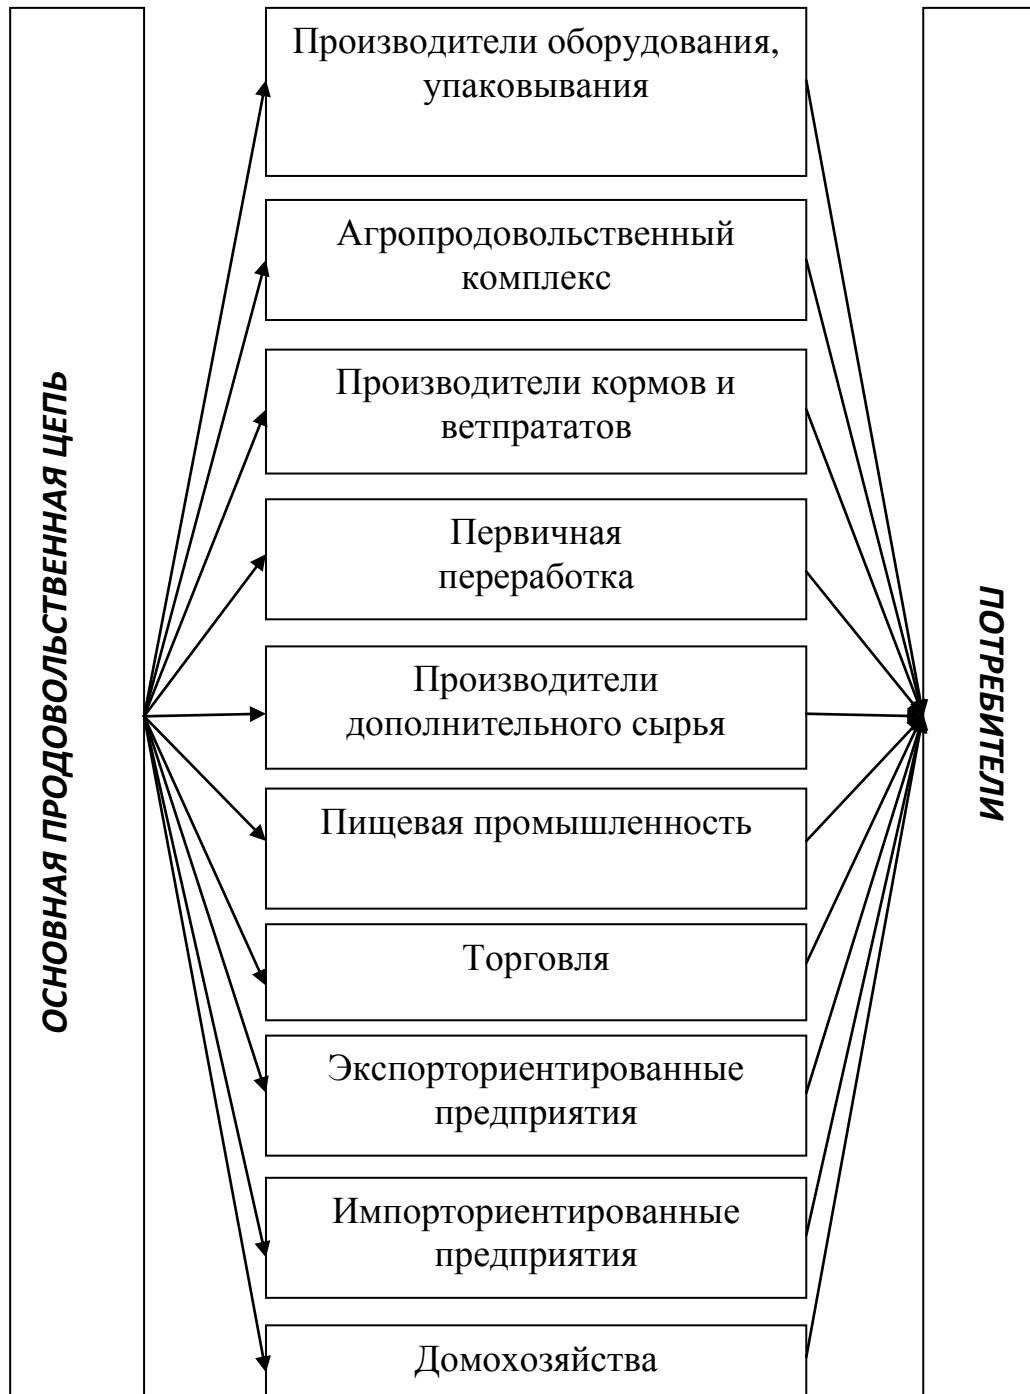 ОСНОВНАЯ ПРОДОВОЛЬСТВЕННАЯ ЦЕПЬ
Производители оборудования,
упаковывания
Агропродовольственный
комплекс
Производители кормов и
ветпрататов
Первичная
переработка
Производители
дополнительного сырья
Пищевая промышленность
Торговля
Экспорториентированные
предприятия
Импорториентированные
предприятия
Домохозяйства
ПОТРЕБИТЕЛИ